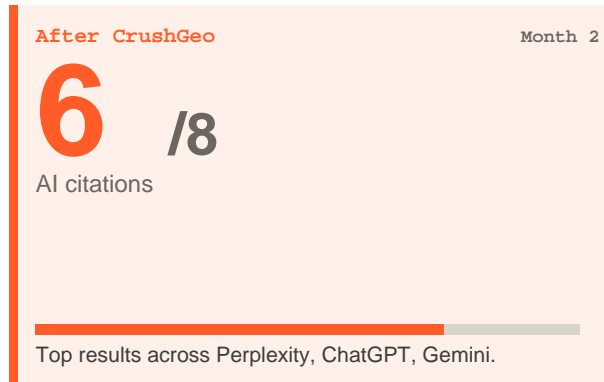 After CrushGeo Month 2
6 /8
AI citations
Top results across Perplexity, ChatGPT, Gemini.